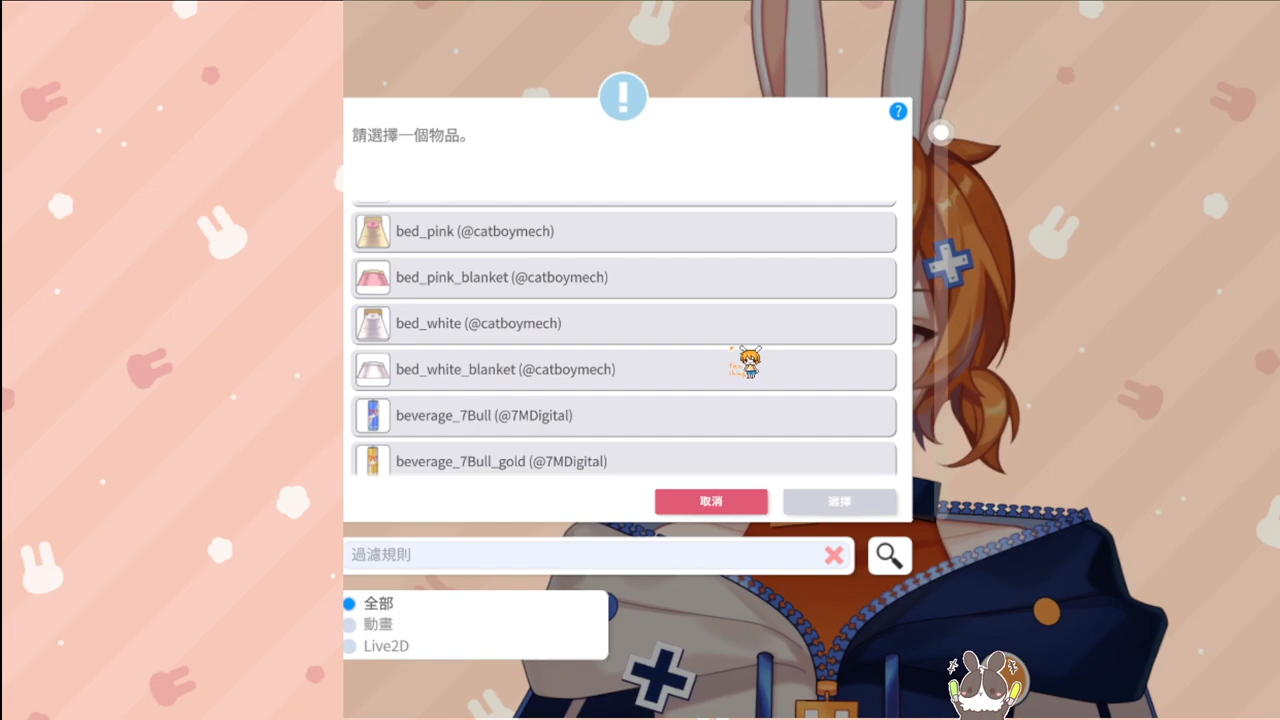 請選擇一個物品。
bed_pink (@catboymech)
bed_pink_blanket (@catboymech)
bed_white (@catboymech)
bed_white_blanket (@catboymech)
beverage_7Bull (@7MDigital)
beverage_7Bull_gold (@7MDigital)
取消
選擇
過濾規則
全部
動畫
Live2D